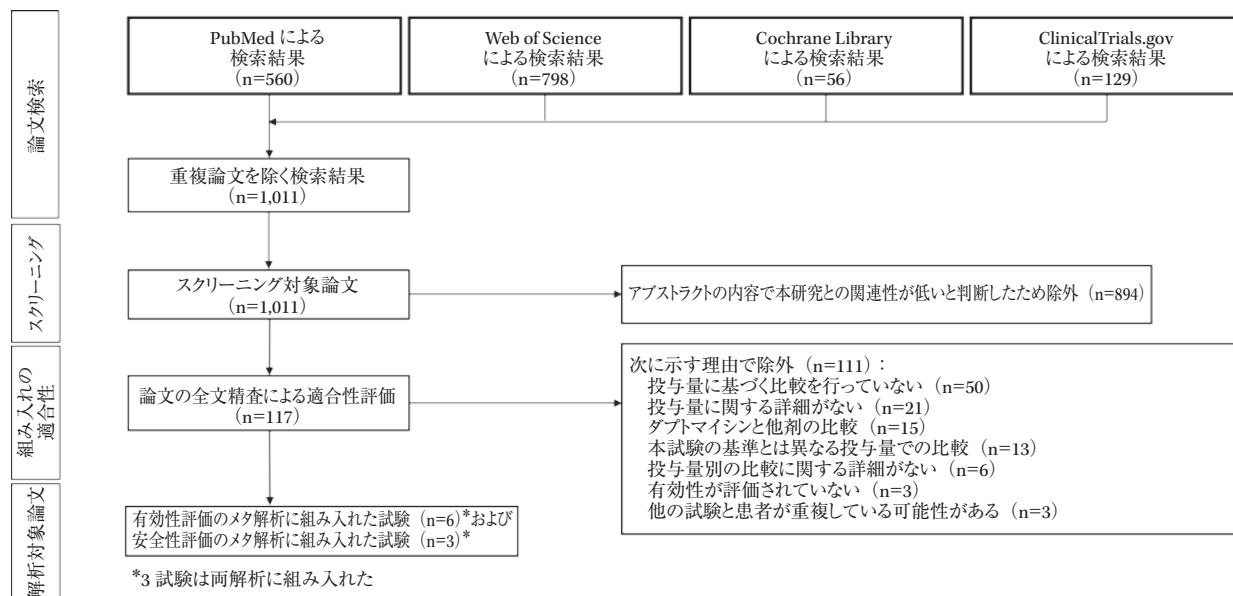 論文検索
PubMed による
検索結果
(n=560)
Web of Science
による検索結果
(n=798)
Cochrane Library
による検索結果
(n=56)
ClinicalTrials.gov
による検索結果
(n=129)
重複論文を除く検索結果
(n=1,011)
スクリーニング
スクリーニング対象論文
(n=1,011)
アブストラクトの内容で本研究との関連性が低いと判断したため除外 (n=894)
組み入れの
適合性
論文の全文精査による適合性評価
(n=117)
次に示す理由で除外 (n=111) :
投与量に基づく比較を行っていない (n=50)
投与量に関する詳細がない (n=21)
ダプトマイシンと他剤の比較 (n=15)
本試験の基準とは異なる投与量での比較 (n=13)
投与量別の比較に関する詳細がない (n=6)
有効性が評価されていない (n=3)
他の試験と患者が重複している可能性がある (n=3)
解析対象論文
有効性評価のメタ解析に組み入れた試験 (n=6)*および
安全性評価のメタ解析に組み入れた試験 (n=3)*
*3 試験は両解析に組み入れた